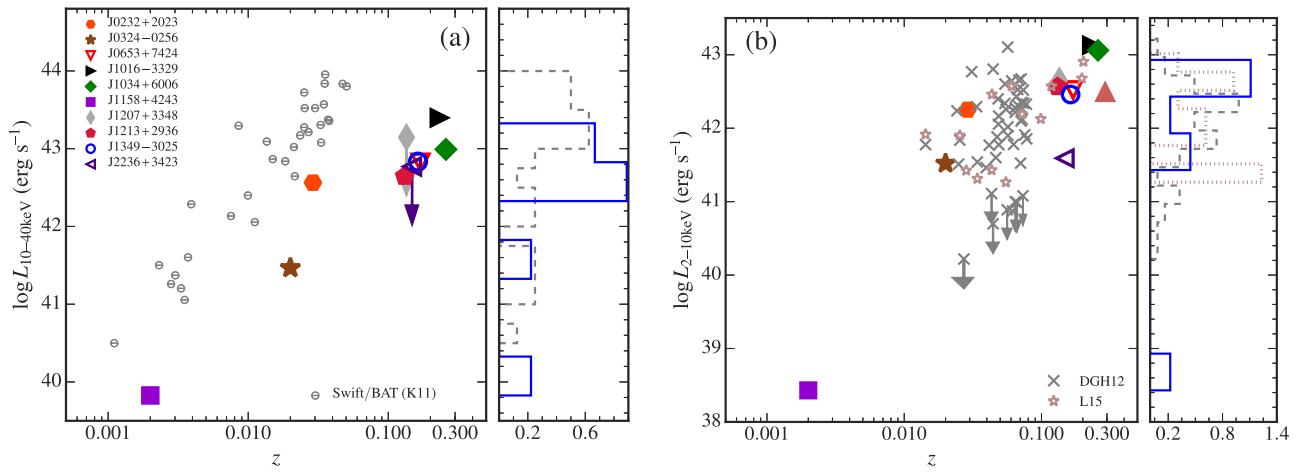 J0232+2023
J0324−0256
J0653+7424
J1016−3329
J1034+6006
J1158+4243
J1207+3348
J1213+2936
J1349−3025
J2236+3423
(a)
Swift/BAT (K11)
log L10−40keV (erg s−1)
44
43
42
41
40
0.001
0.010
0.100
0.300
z
0.2
0.6
(b)
DGH12
L15
log L2−10keV (erg s−1)
43
42
41
40
39
38
0.001
0.010
0.100
0.300
z
0.2
0.8
1.4